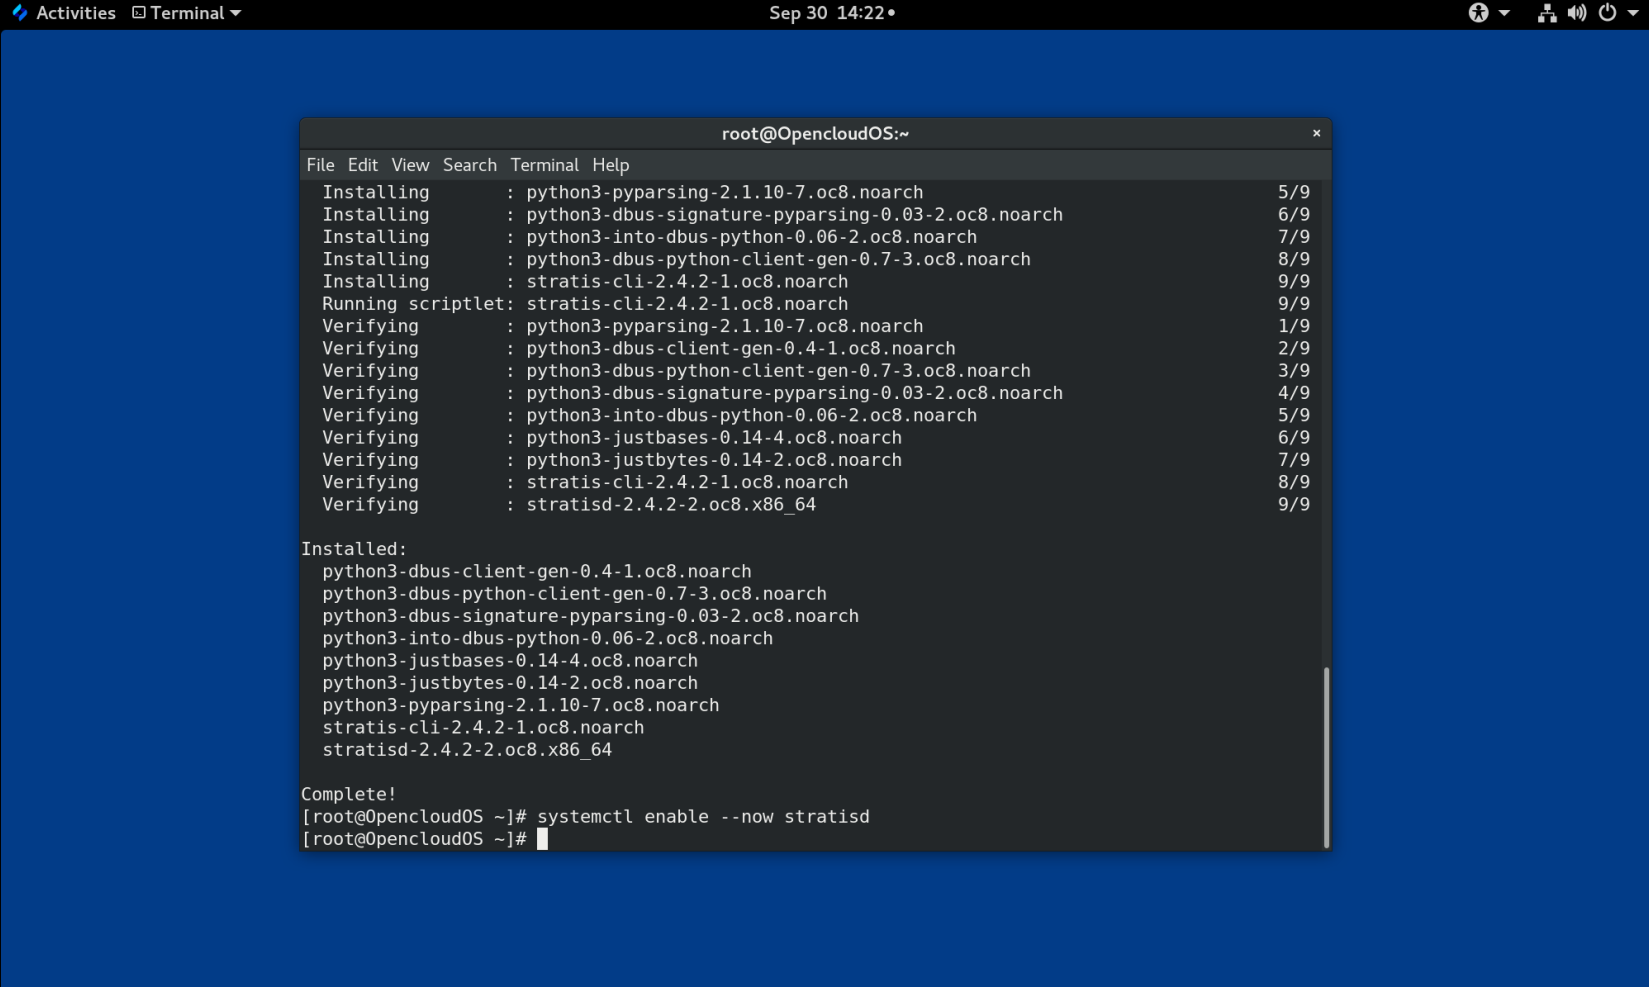 Activities Terminal Sep 30 14:22
root@OpencloudOS:~ ×
File Edit View Search Terminal Help
Installing : python3-pyparsing-2.1.10-7.oc8.noarch 5/9
Installing : python3-dbus-signature-pyparsing-0.03-2.oc8.noarch 6/9
Installing : python3-into-dbus-python-0.06-2.oc8.noarch 7/9
Installing : python3-dbus-python-client-gen-0.7-3.oc8.noarch 8/9
Installing : stratis-cli-2.4.2-1.oc8.noarch 9/9
Running scriptlet: stratis-cli-2.4.2-1.oc8.noarch 9/9
Verifying : python3-pyparsing-2.1.10-7.oc8.noarch 1/9
Verifying : python3-dbus-client-gen-0.4-1.oc8.noarch 2/9
Verifying : python3-dbus-python-client-gen-0.7-3.oc8.noarch 3/9
Verifying : python3-dbus-signature-pyparsing-0.03-2.oc8.noarch 4/9
Verifying : python3-into-dbus-python-0.06-2.oc8.noarch 5/9
Verifying : python3-justbases-0.14-4.oc8.noarch 6/9
Verifying : python3-justbytes-0.14-2.oc8.noarch 7/9
Verifying : stratis-cli-2.4.2-1.oc8.noarch 8/9
Verifying : stratisd-2.4.2-2.oc8.x86_64 9/9
Installed:
python3-dbus-client-gen-0.4-1.oc8.noarch
python3-dbus-python-client-gen-0.7-3.oc8.noarch
python3-dbus-signature-pyparsing-0.03-2.oc8.noarch
python3-into-dbus-python-0.06-2.oc8.noarch
python3-justbases-0.14-4.oc8.noarch
python3-justbytes-0.14-2.oc8.noarch
python3-pyparsing-2.1.10-7.oc8.noarch
stratis-cli-2.4.2-1.oc8.noarch
stratisd-2.4.2-2.oc8.x86_64
Complete!
[root@OpencloudOS ~]# systemctl enable --now stratisd
[root@OpencloudOS ~]#